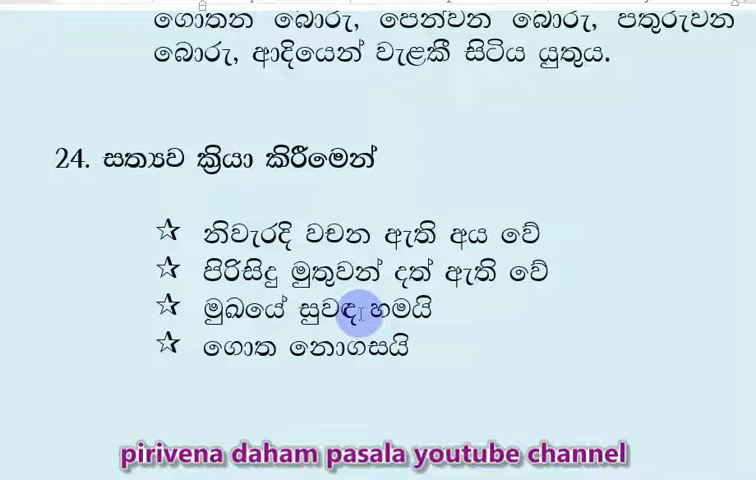 ගොතන බොරු, පෙන්වන බොරු, පතුරුවන
බොරු, ආදියෙන් වැළකී සිටිය යුතුය.
24. සත්‍යව ක්‍රියා කිරීමෙන්
☆ නිවැරදි වචන ඇති අය වේ
☆ පිරිසිදු මුතුවන් දත් ඇති වේ
☆ මුඛයේ සුවඳ හමයි
☆ ගොත නොගසයි
pirivena daham pasala youtube channel